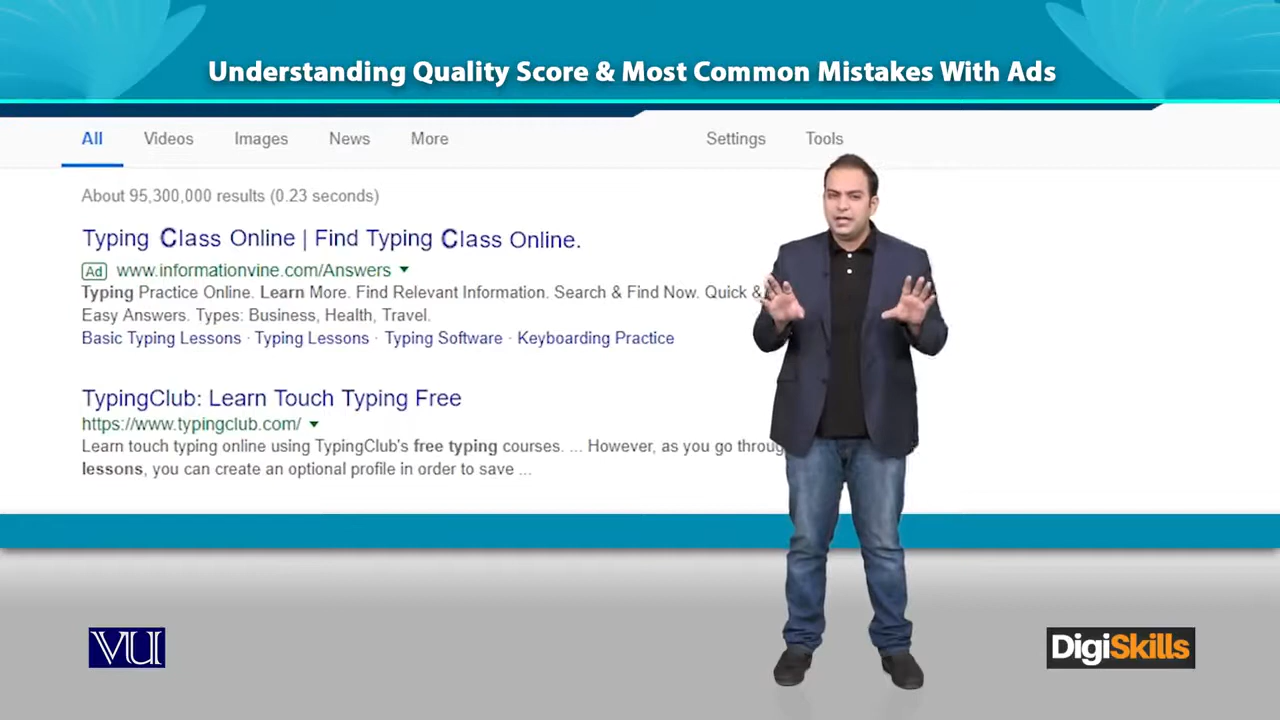 Understanding Quality Score & Most Common Mistakes With Ads
All Videos Images News More Settings Tools
About 95,300,000 results (0.23 seconds)
Typing Class Online | Find Typing Class Online.
Ad www.informationvine.com/Answers
Typing Practice Online. Learn More. Find Relevant Information. Search & Find Now. Quick &
Easy Answers. Types: Business, Health, Travel.
Basic Typing Lessons · Typing Lessons · Typing Software · Keyboarding Practice
TypingClub: Learn Touch Typing Free
https://www.typingclub.com/
Learn touch typing online using TypingClub's free typing courses. ... However, as you go throug
lessons, you can create an optional profile in order to save ...
VU
DigiSkills